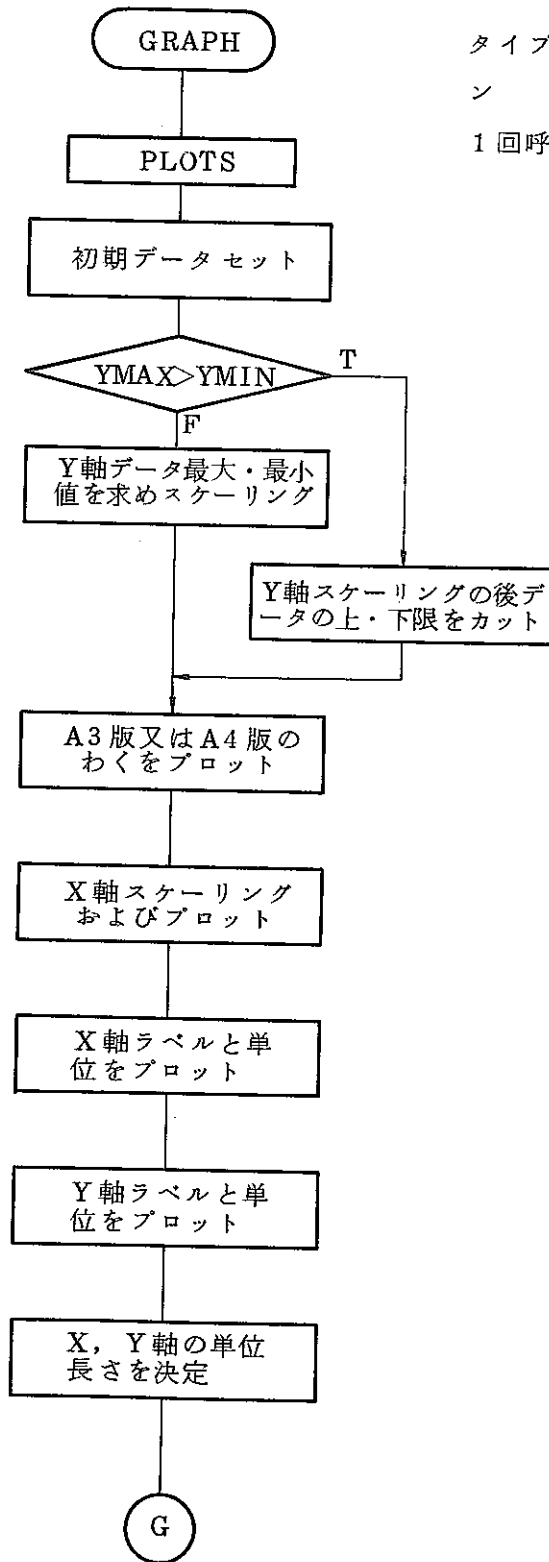 GRAPH
タイプ
ン
1回呼
PLOTS
初期データセット
YMAX>YMIN
T
F
Y軸データ最大・最小
値を求めスケーリング
Y軸スケーリングの後デ
ータの上・下限をカット
A3版又はA4版の
わくをプロット
X軸スケーリング
およびプロット
X軸ラベルと単
位をプロット
Y軸ラベルと単
位をプロット
X，Y軸の単位
長さを決定
G